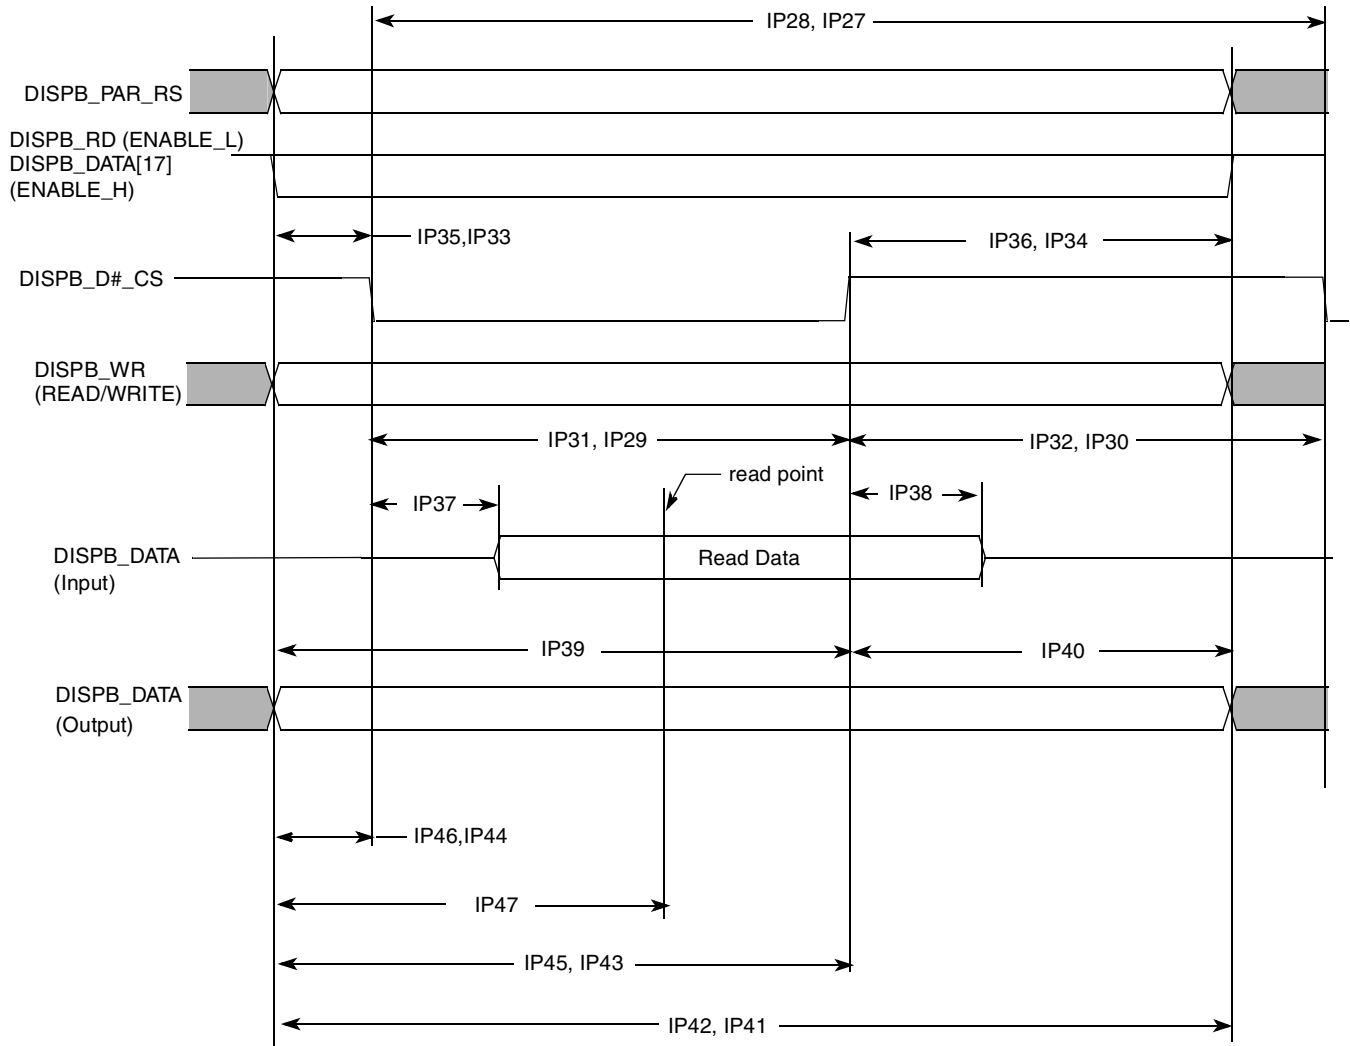 IP28, IP27
DISPB_PAR_RS
DISPB_RD (ENABLE_L)
DISPB_DATA[17]
(ENABLE_H)
IP35,IP33
IP36, IP34
DISPB_D#_CS
DISPB_WR
(READ/WRITE)
IP31, IP29
IP32, IP30
read point
IP37
IP38
DISPB_DATA
(Input)
Read Data
IP39
IP40
DISPB_DATA
(Output)
IP46,IP44
IP47
IP45, IP43
IP42, IP41